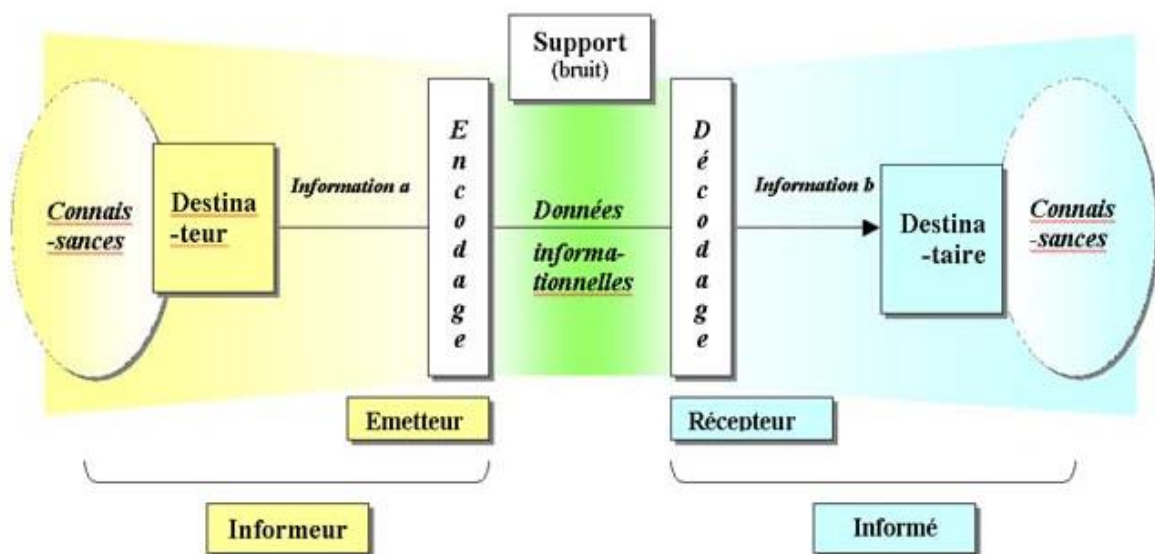 Support
(bruit)
Connais
-sances
Destina
-teur
Information a
E
n
c
o
d
a
g
e
Données
informa-
tionnelles
D
é
c
o
d
a
g
e
Information b
Destina
-taire
Connais
-sances
Emetteur
Récepteur
Informeur
Informé